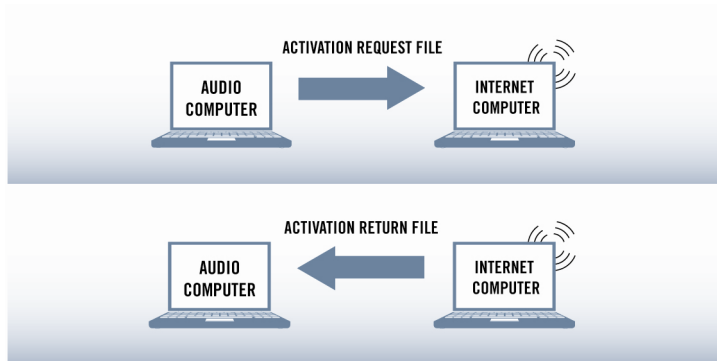 ACTIVATION REQUEST FILE
AUDIO
COMPUTER
INTERNET
COMPUTER
ACTIVATION RETURN FILE
AUDIO
COMPUTER
INTERNET
COMPUTER